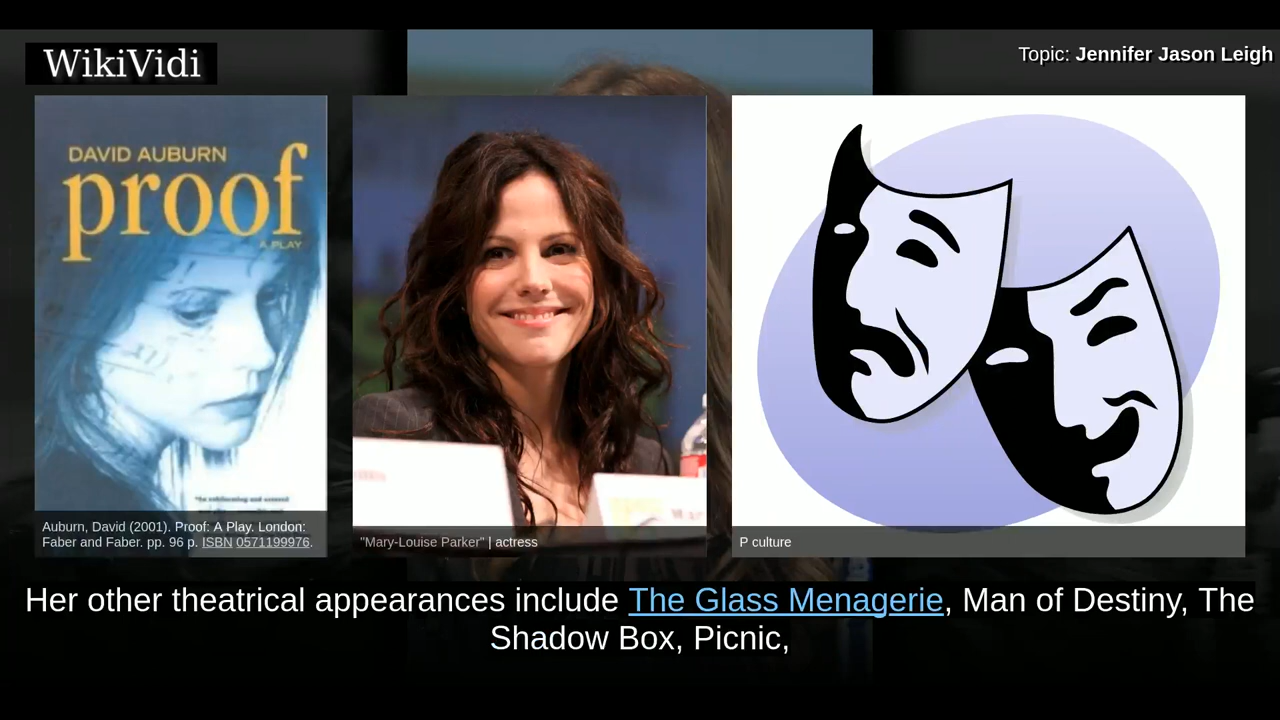 WikiVidi
Topic: Jennifer Jason Leigh
DAVID AUBURN
proof
A PLAY
Auburn, David (2001). Proof: A Play. London:
Faber and Faber. pp. 96 p. ISBN 0571199976.
"Mary-Louise Parker" | actress
P culture
Her other theatrical appearances include The Glass Menagerie, Man of Destiny, The
Shadow Box, Picnic,